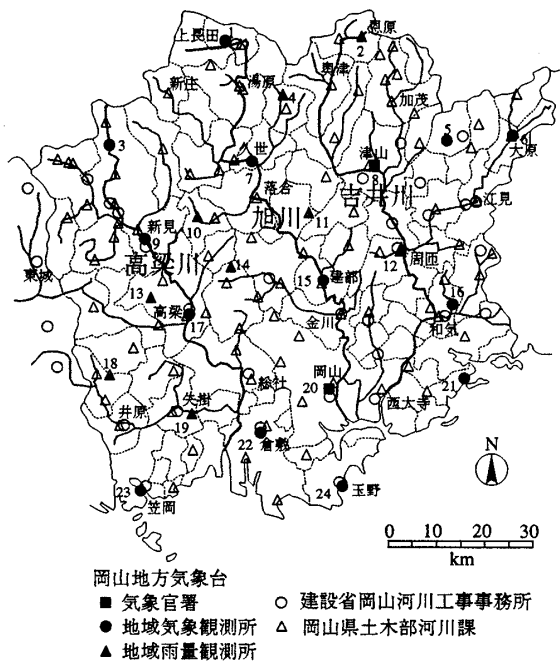 上長田
1
恩原
2
新庄
湯原
4
奥津
加茂
3
久世
7
津山
8
5
6
大原
落合
旭川
吉井川
江見
新見
9
10
11
高梁川
14
12
周匝
東城
13
15
建部
16
高梁
17
金川
和気
18
総社
岡山
20
西大寺
21
井原
矢掛
19
22
倉敷
23
笠岡
24
玉野
N
0 10 20 30
km
岡山地方気象台
■ 気象官署
● 地域気象観測所
▲ 地域雨量観測所
○ 建設省岡山河川工事事務所
△ 岡山県土木部河川課